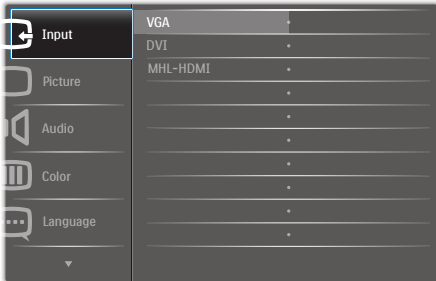 Input
Picture
Audio
Color
Language
VGA
DVI
MHL-HDMI